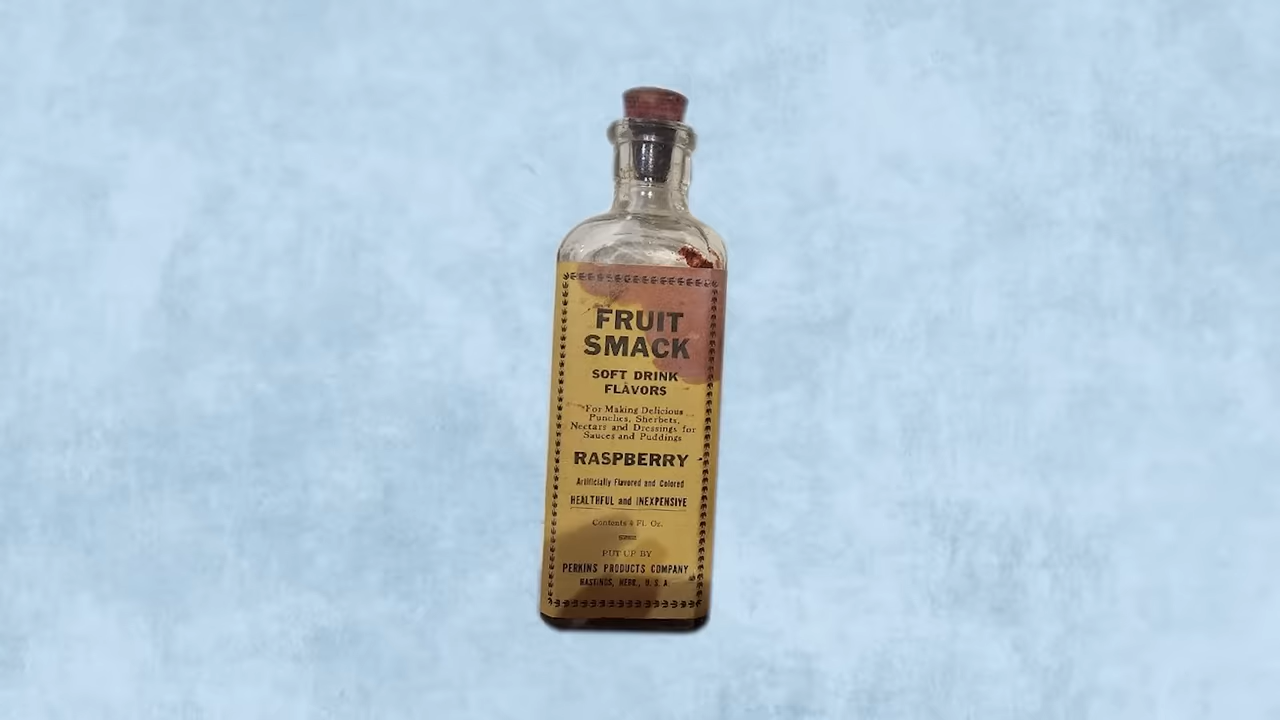 FRUIT
SMACK
SOFT DRINK
FLAVORS
For Making Delicious
Punches, Sherbets,
Nectars and Dressings for
Sauces and Puddings
RASPBERRY
Artificially Flavored and Colored
HEALTHFUL and INEXPENSIVE
Contents 4 Fl. Oz.
PUT UP BY
PERKINS PRODUCTS COMPANY
HASTINGS, NEBR., U. S. A.